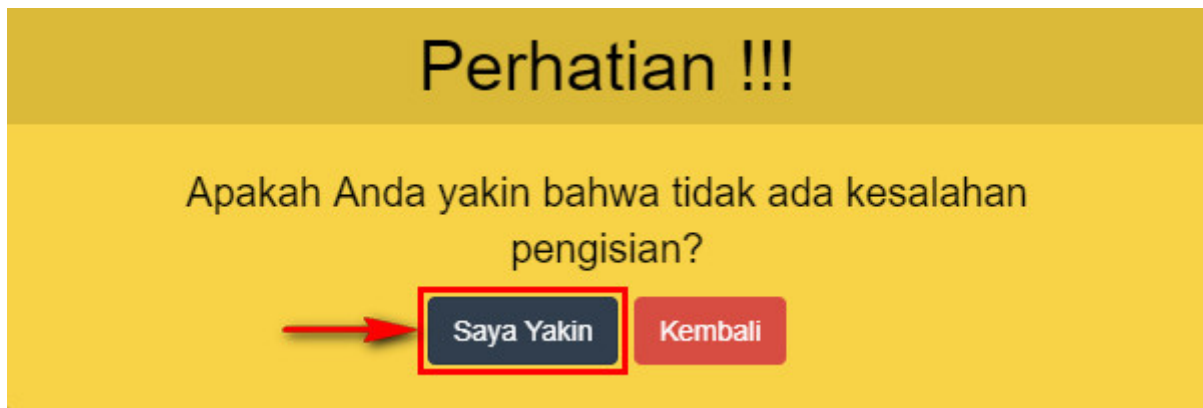 Perhatian !!!
Apakah Anda yakin bahwa tidak ada kesalahan
pengisian?
Saya Yakin Kembali